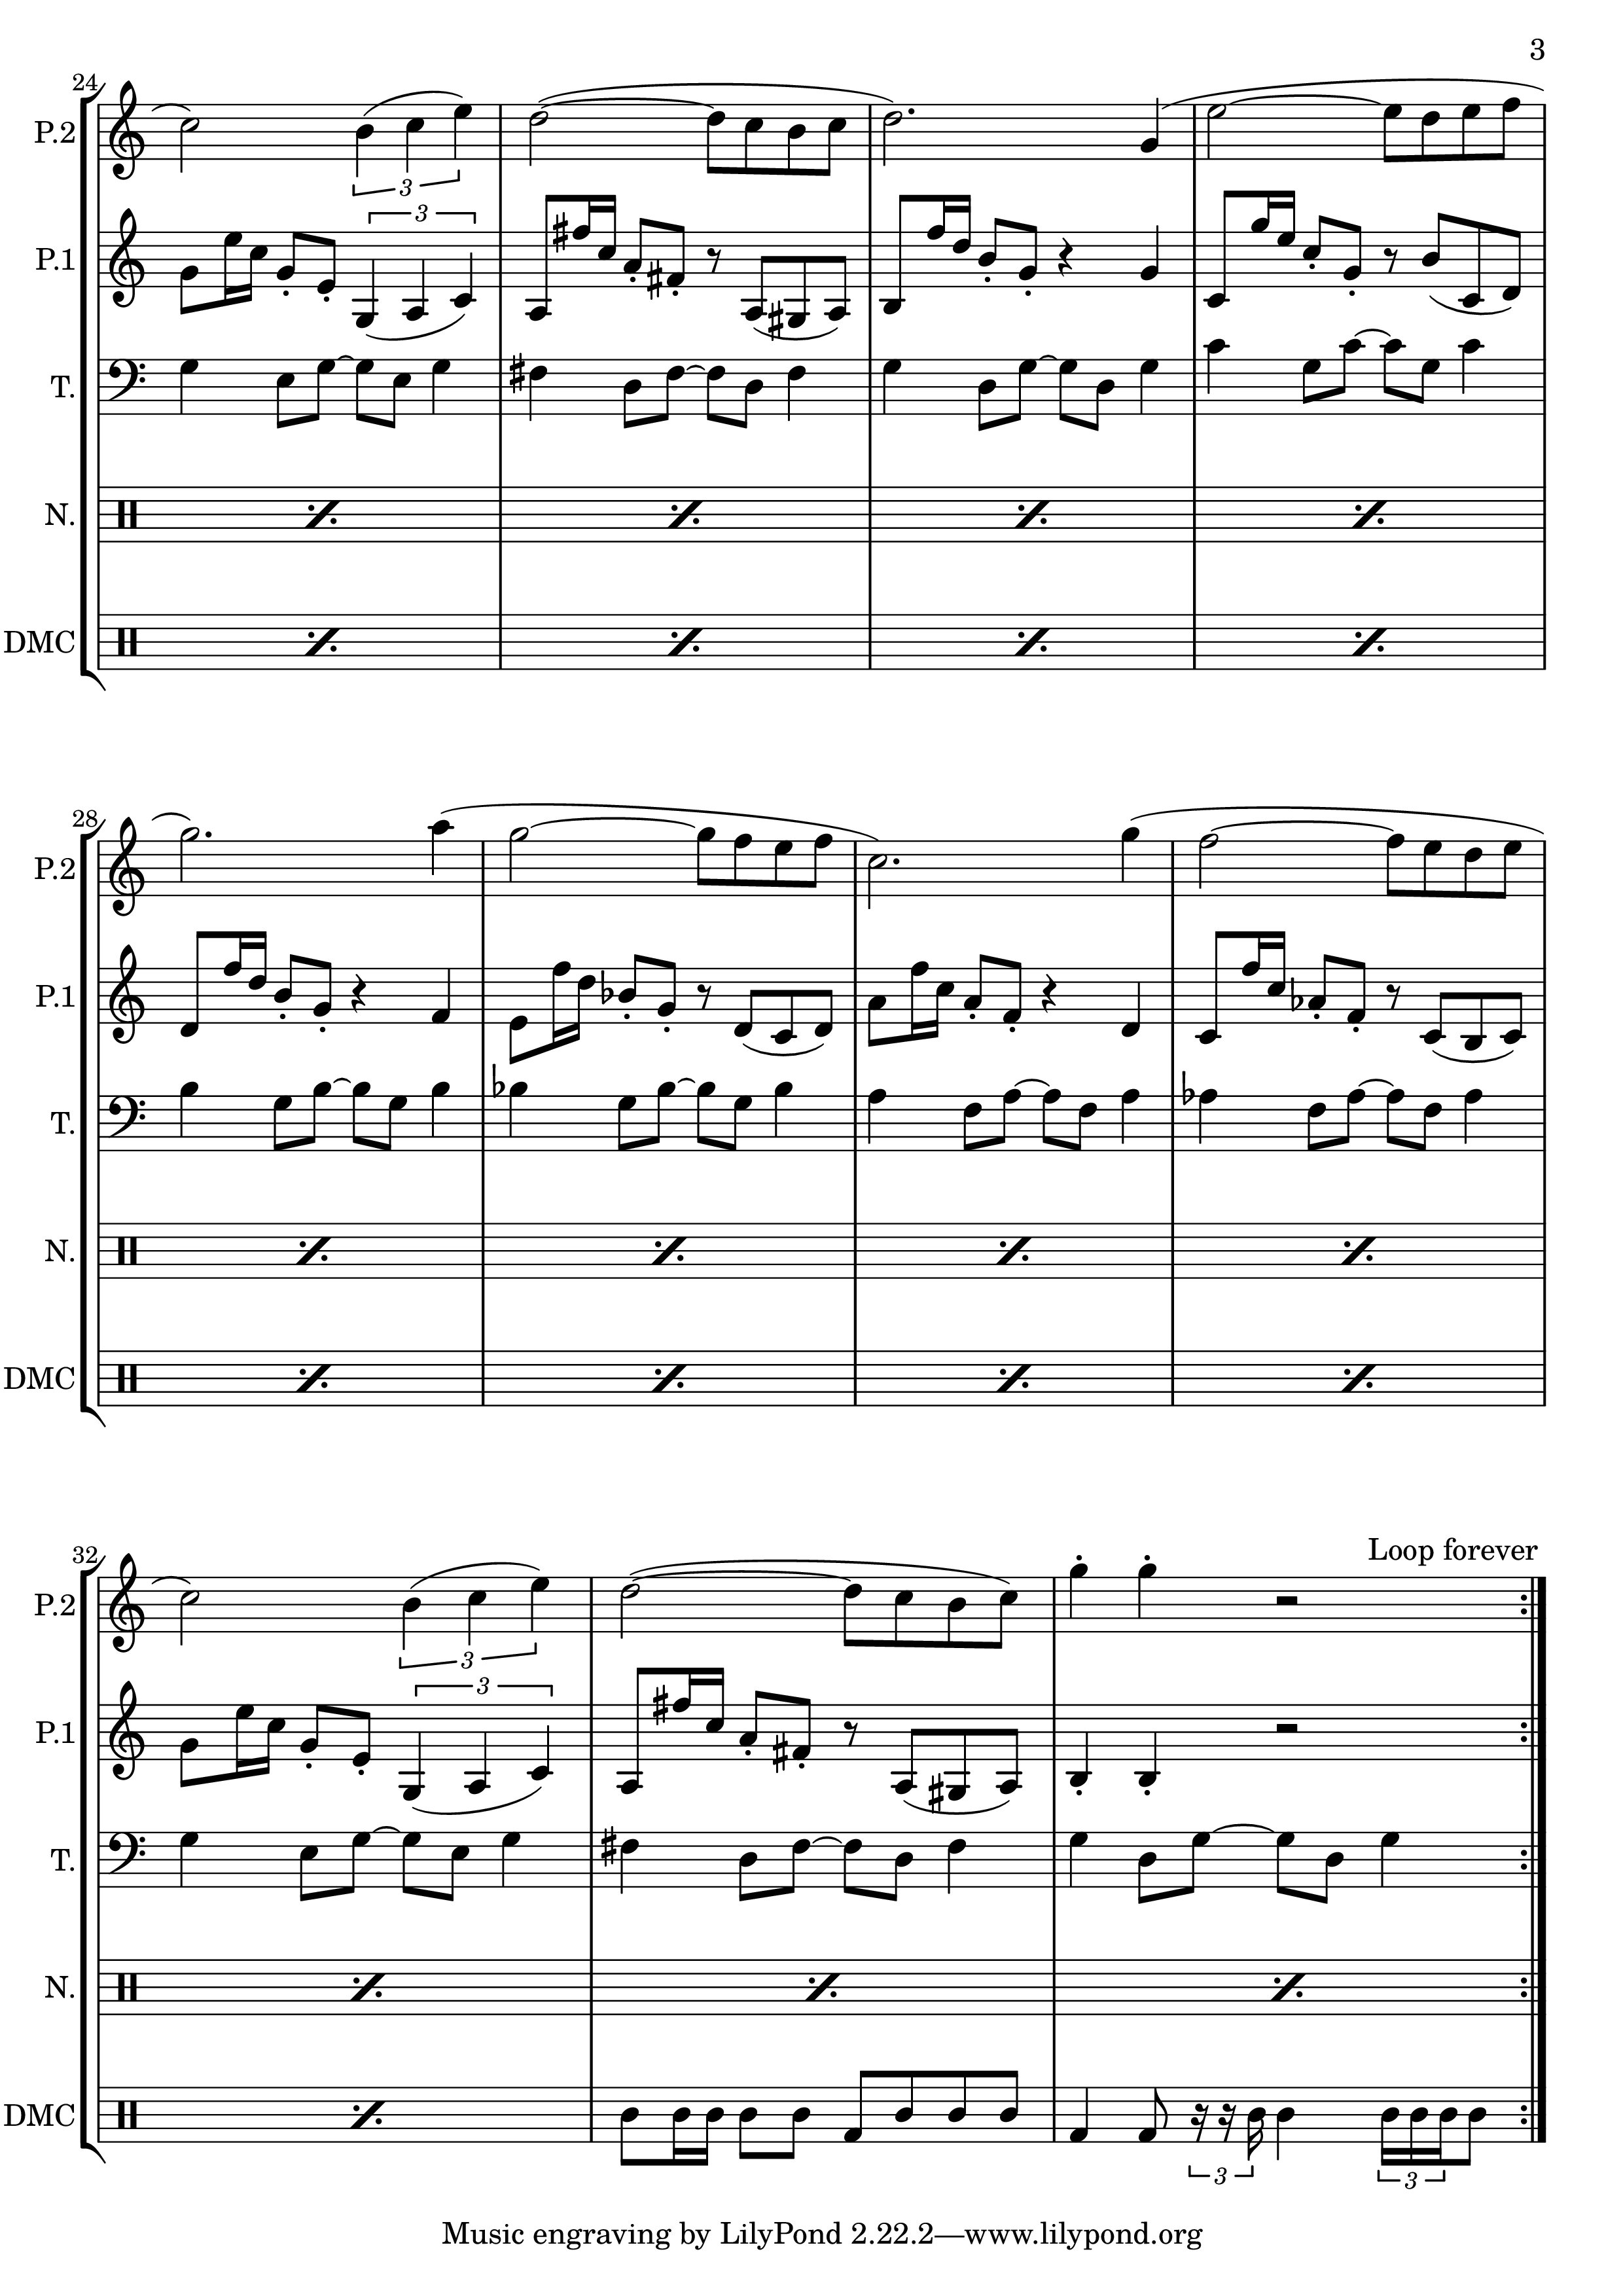 3
24
P.2
3
P.1
3
T.
N.
DMC
28
P.2
P.1
T.
N.
DMC
Loop forever
32
P.2
3
P.1
3
T.
N.
DMC
3 3
Music engraving by LilyPond 2.22.2—www.lilypond.org